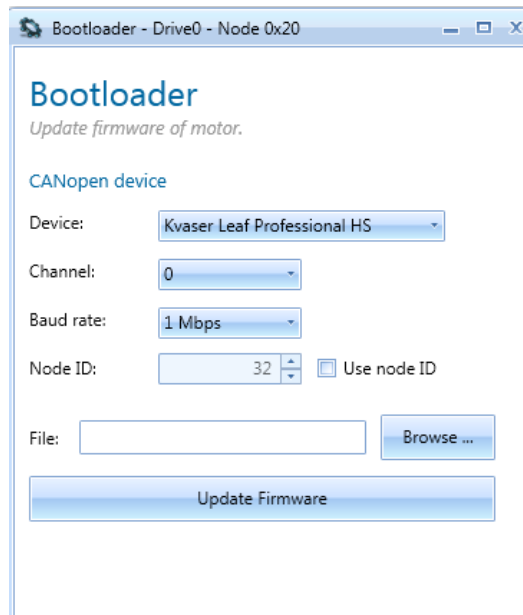 Bootloader - Drive0 - Node 0x20
Bootloader
Update firmware of motor.
CANopen device
Device: Kvaser Leaf Professional HS
Channel: 0
Baud rate: 1 Mbps
Node ID: 32 Use node ID
File: Browse ...
Update Firmware